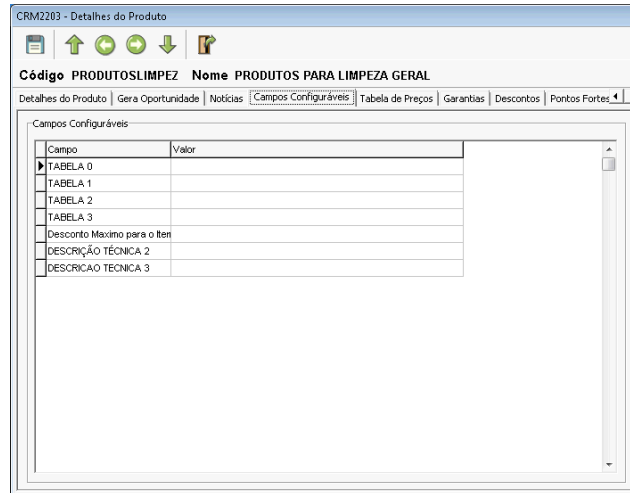 CRM2203 - Detalhes do Produto
Código PRODUTOSLIMPEZ Nome PRODUTOS PARA LIMPEZA GERAL
Detalhes do Produto Gera Oportunidade Notícias Campos Configuráveis Tabela de Preços Garantias Descontos Pontos Fortes
Campos Configuráveis
Campo Valor
TABELA 0
TABELA 1
TABELA 2
TABELA 3
Desconto Maximo para o Iten
DESCRIÇÃO TÉCNICA 2
DESCRICAO TECNICA 3